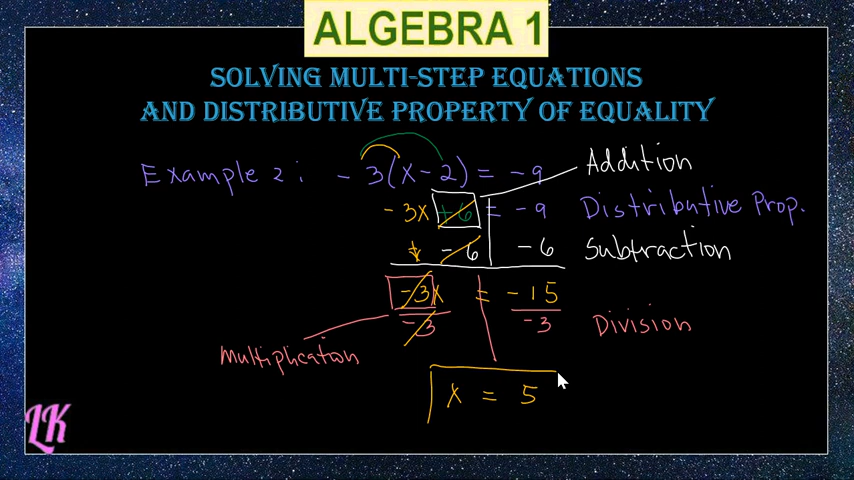 ALGEBRA 1
SOLVING MULTI-STEP EQUATIONS
AND DISTRIBUTIVE PROPERTY OF EQUALITY
Example 2 : - 3(x - 2) = - 9 Addition
- 3x + 6 = - 9 Distributive Prop.
- 6 - 6 Subtraction
- 3x = - 15
- 3 - 3 Division
Multiplication
x = 5
LK